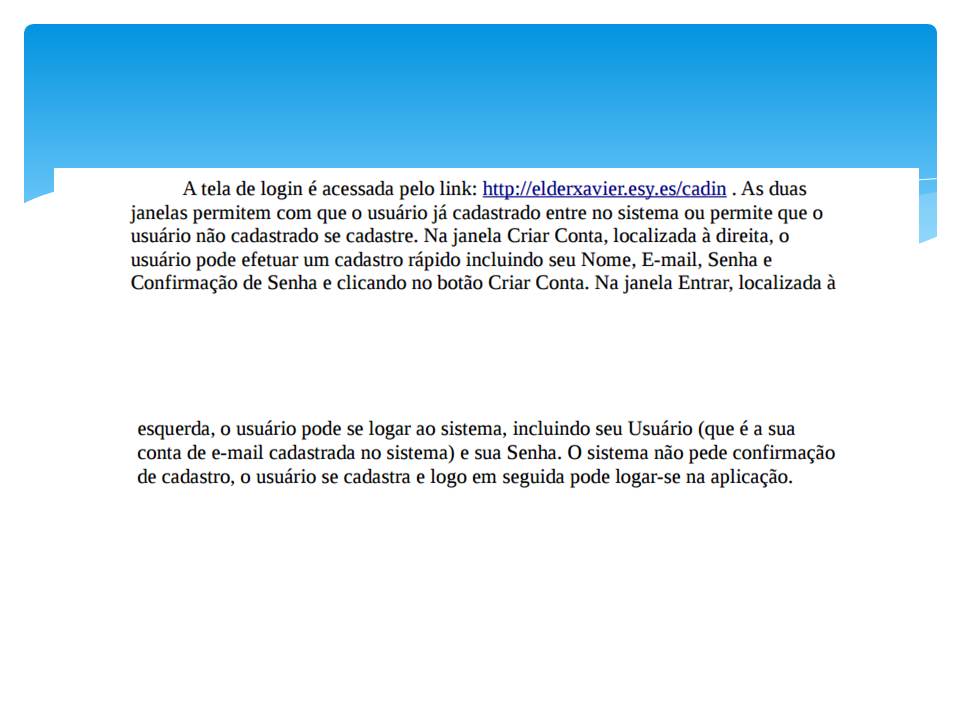 A tela de login é acessada pelo link: http://elderxavier.esy.es/cadin . As duas
janelas permitem com que o usuário já cadastrado entre no sistema ou permite que o
usuário não cadastrado se cadastre. Na janela Criar Conta, localizada à direita, o
usuário pode efetuar um cadastro rápido incluindo seu Nome, E-mail, Senha e
Confirmação de Senha e clicando no botão Criar Conta. Na janela Entrar, localizada à
esquerda, o usuário pode se logar ao sistema, incluindo seu Usuário (que é a sua
conta de e-mail cadastrada no sistema) e sua Senha. O sistema não pede confirmação
de cadastro, o usuário se cadastra e logo em seguida pode logar-se na aplicação.